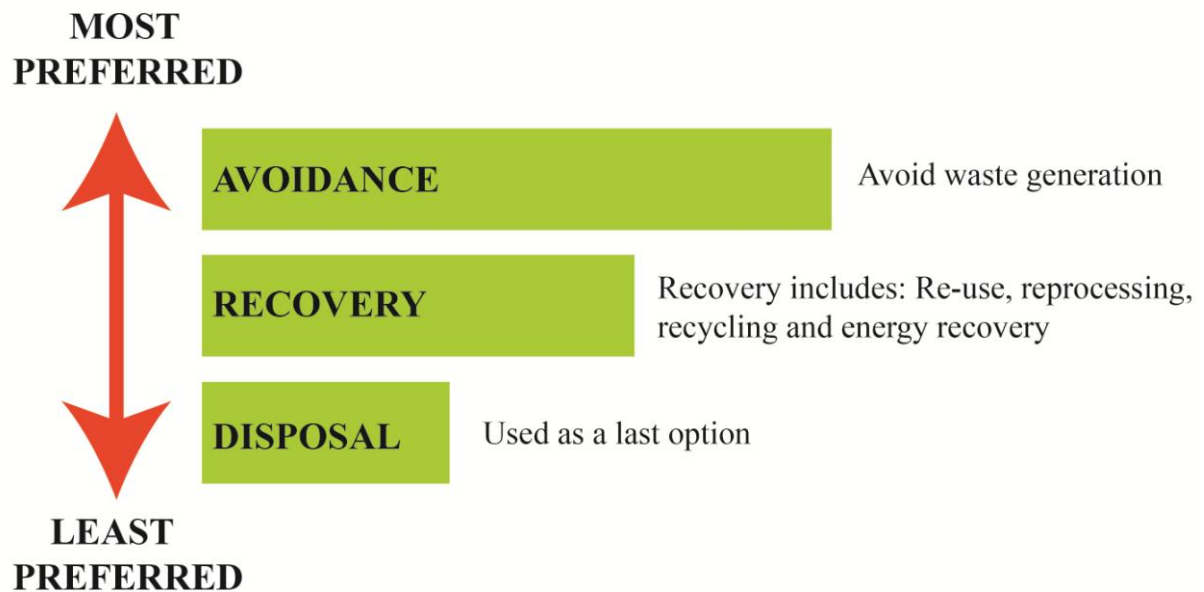 MOST
PREFERRED
AVOIDANCE
Avoid waste generation
RECOVERY
Recovery includes: Re-use, reprocessing,
recycling and energy recovery
DISPOSAL
Used as a last option
LEAST
PREFERRED